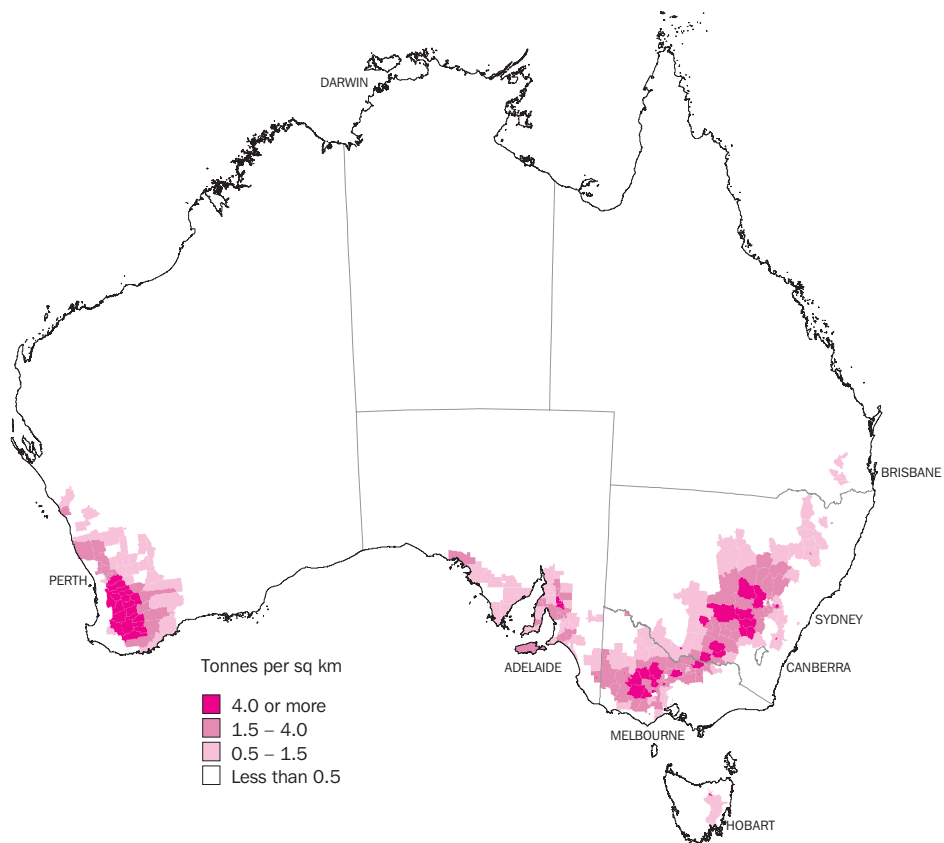 DARWIN
BRISBANE
PERTH
SYDNEY
ADELAIDE
CANBERRA
MELBOURNE
HOBART
Tonnes per sq km
4.0 or more
1.5 – 4.0
0.5 – 1.5
Less than 0.5